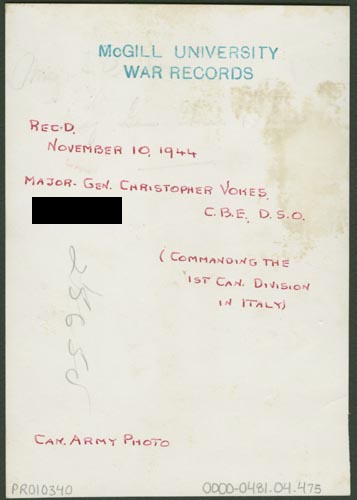 McGILL UNIVERSITY
WAR RECORDS
REC.D.
NOVEMBER 10, 1944
MAJOR-GEN. CHRISTOPHER VOKES,
C.B.E, D.S.O.
(COMMANDING THE
1ST CAN. DIVISION
IN ITALY)
25650
CAN. ARMY PHOTO
PR010340
0000-0481.04.475